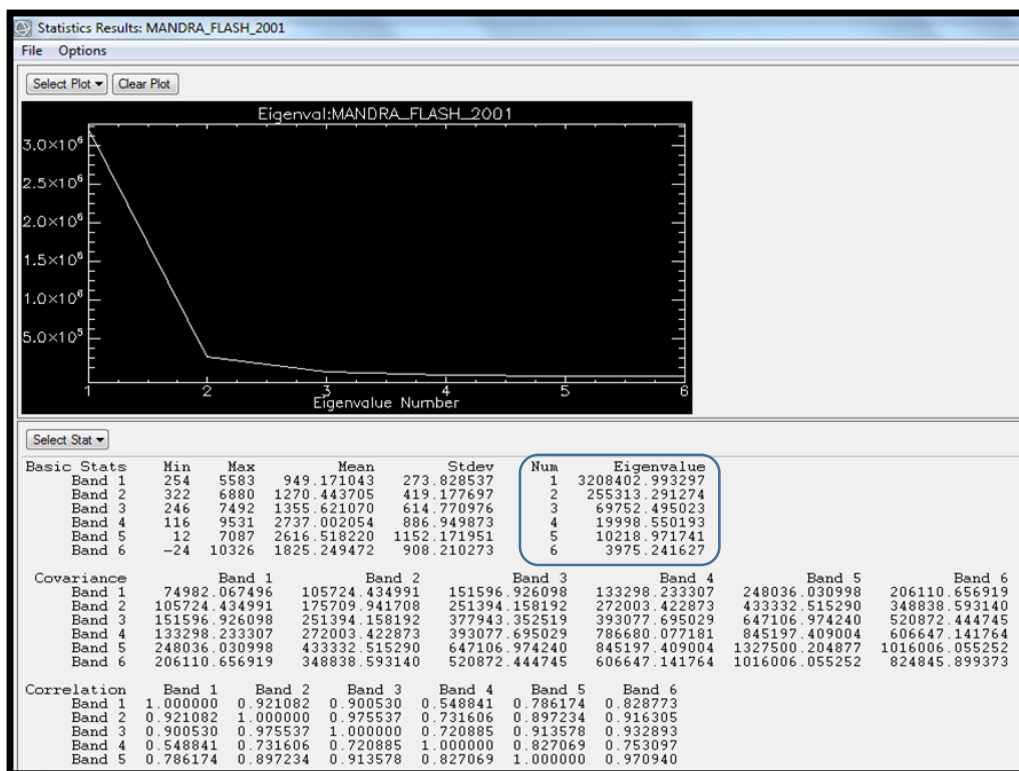 Statistics Results: MANDRA_FLASH_2001
File Options
Select Plot Clear Plot
Eigenval:MANDRA_FLASH_2001
3.0×10⁶
2.5×10⁶
2.0×10⁶
1.5×10⁶
1.0×10⁶
5.0×10⁵
1 2 3 4 5 6
Eigenvalue Number
Select Stat
Basic Stats Min Max Mean Stdev Num Eigenvalue
Band 1 254 5583 949.171043 273.828537 1 3208402.993297
Band 2 322 6880 1270.443705 419.177697 2 255313.291274
Band 3 246 7492 1355.621070 614.770976 3 69752.495023
Band 4 116 9531 2737.002054 886.949873 4 19998.550193
Band 5 12 7087 2616.518220 1152.171951 5 10218.971741
Band 6 -24 10326 1825.249472 908.210273 6 3975.241627
Covariance Band 1 Band 2 Band 3 Band 4 Band 5 Band 6
Band 1 74982.067496 105724.434991 151596.926098 133298.233307 248036.030998 206110.656919
Band 2 105724.434991 175709.941708 251394.158192 272003.422873 433332.515290 348838.593140
Band 3 151596.926098 251394.158192 377943.352519 393077.695029 647106.974240 520872.444745
Band 4 133298.233307 272003.422873 393077.695029 786680.077181 845197.409004 606647.141764
Band 5 248036.030998 433332.515290 647106.974240 845197.409004 1327500.204877 1016006.055252
Band 6 206110.656919 348838.593140 520872.444745 606647.141764 1016006.055252 824845.899373
Correlation Band 1 Band 2 Band 3 Band 4 Band 5 Band 6
Band 1 1.000000 0.921082 0.900530 0.548841 0.786174 0.828773
Band 2 0.921082 1.000000 0.975537 0.731606 0.897234 0.916305
Band 3 0.900530 0.975537 1.000000 0.720885 0.913578 0.932893
Band 4 0.548841 0.731606 0.720885 1.000000 0.827069 0.753097
Band 5 0.786174 0.897234 0.913578 0.827069 1.000000 0.970940